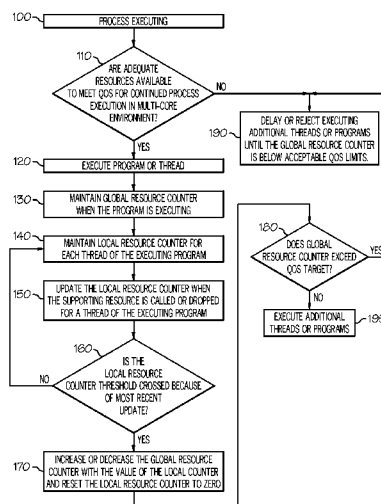 100
PROCESS EXECUTING
110
ARE ADEQUATE
RESOURCES AVAILABLE
TO MEET QOS FOR CONTINUED PROCESS
EXECUTION IN MULTI-CORE
ENVIRONMENT?
NO
YES
190
DELAY OR REJECT EXECUTING
ADDITIONAL THREADS OR PROGRAMS
UNTIL THE GLOBAL RESOURCE COUNTER
IS BELOW ACCEPTABLE QOS LIMITS.
120
EXECUTE PROGRAM OR THREAD
130
MAINTAIN GLOBAL RESOURCE COUNTER
WHEN THE PROGRAM IS EXECUTING
140
MAINTAIN LOCAL RESOURCE COUNTER FOR
EACH THREAD OF THE EXECUTING PROGRAM
150
UPDATE THE LOCAL RESOURCE COUNTER WHEN
THE SUPPORTING RESOURCE IS CALLED OR DROPPED
FOR A THREAD OF THE EXECUTING PROGRAM
160
IS THE
LOCAL RESOURCE
COUNTER THRESHOLD CROSSED BECAUSE
OF MOST RECENT
UPDATE?
NO
YES
170
INCREASE OR DECREASE THE GLOBAL RESOURCE
COUNTER WITH THE VALUE OF THE LOCAL COUNTER
AND RESET THE LOCAL RESOURCE COUNTER TO ZERO
180
DOES GLOBAL
RESOURCE COUNTER EXCEED
QOS TARGET?
YES
NO
195
EXECUTE ADDITIONAL
THREADS OR PROGRAMS